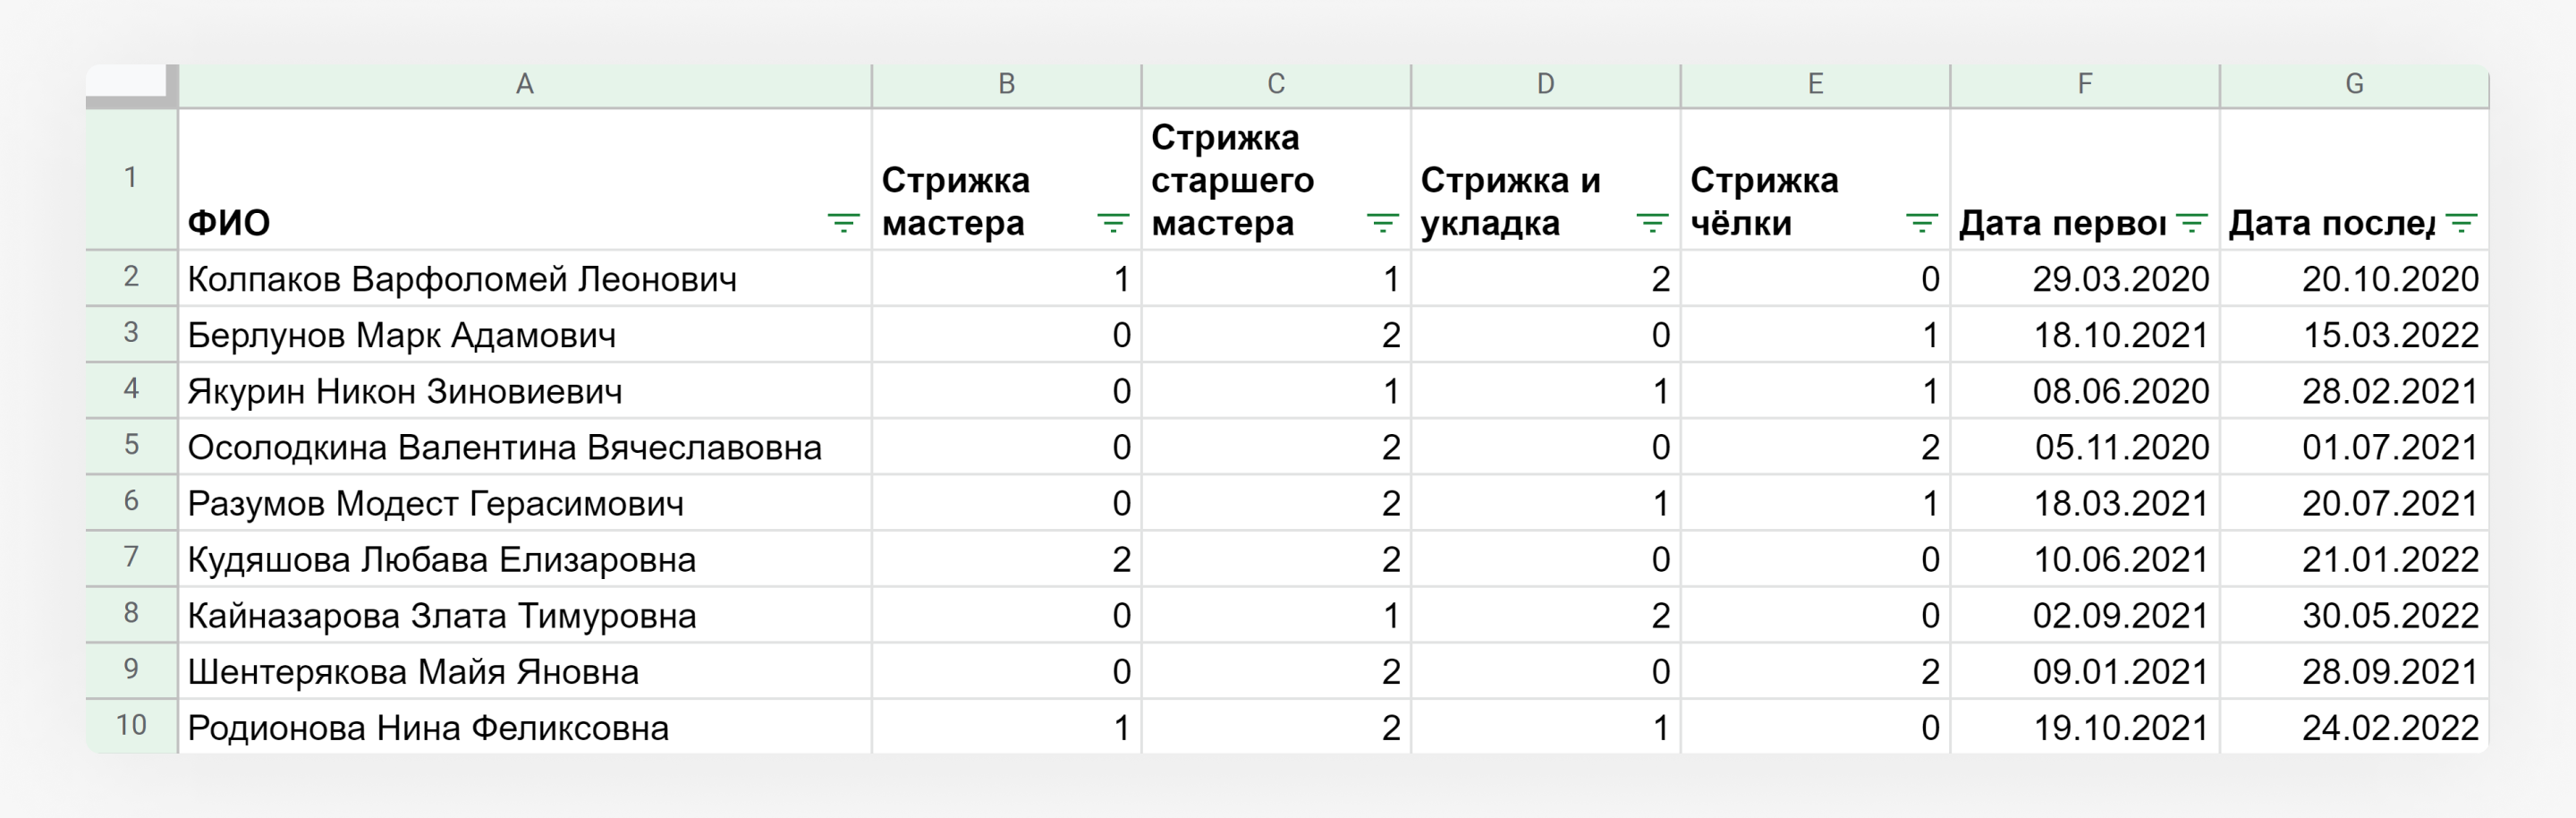 A B C D E F G
1 ФИО Стрижка мастера Стрижка старшего мастера Стрижка и укладка Стрижка чёлки Дата первой Дата послед
2 Колпаков Варфоломей Леонович 1 1 2 0 29.03.2020 20.10.2020
3 Берлунов Марк Адамович 0 2 0 1 18.10.2021 15.03.2022
4 Якурин Никон Зиновиевич 0 1 1 1 08.06.2020 28.02.2021
5 Осолодкина Валентина Вячеславовна 0 2 0 2 05.11.2020 01.07.2021
6 Разумов Модест Герасимович 0 2 1 1 18.03.2021 20.07.2021
7 Кудяшова Любава Елизаровна 2 2 0 0 10.06.2021 21.01.2022
8 Кайназарова Злата Тимуровна 0 1 2 0 02.09.2021 30.05.2022
9 Шентерякова Майя Яновна 0 2 0 2 09.01.2021 28.09.2021
10 Родионова Нина Феликсовна 1 2 1 0 19.10.2021 24.02.2022